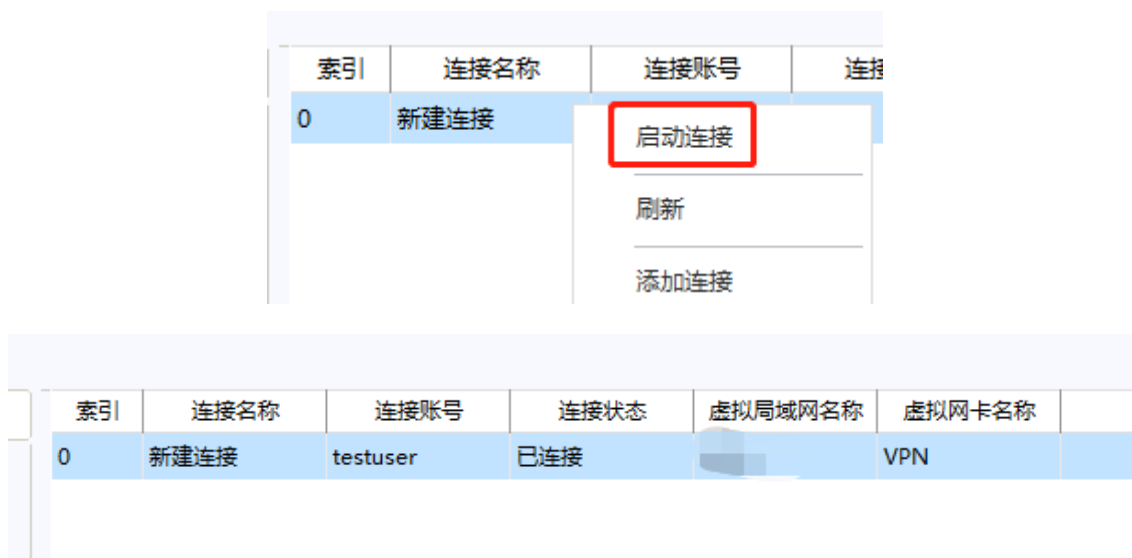 索引 连接名称 连接账号
0 新建连接
启动连接
刷新
添加连接
索引 连接名称 连接账号 连接状态 虚拟局域网名称 虚拟网卡名称
0 新建连接 testuser 已连接 VPN